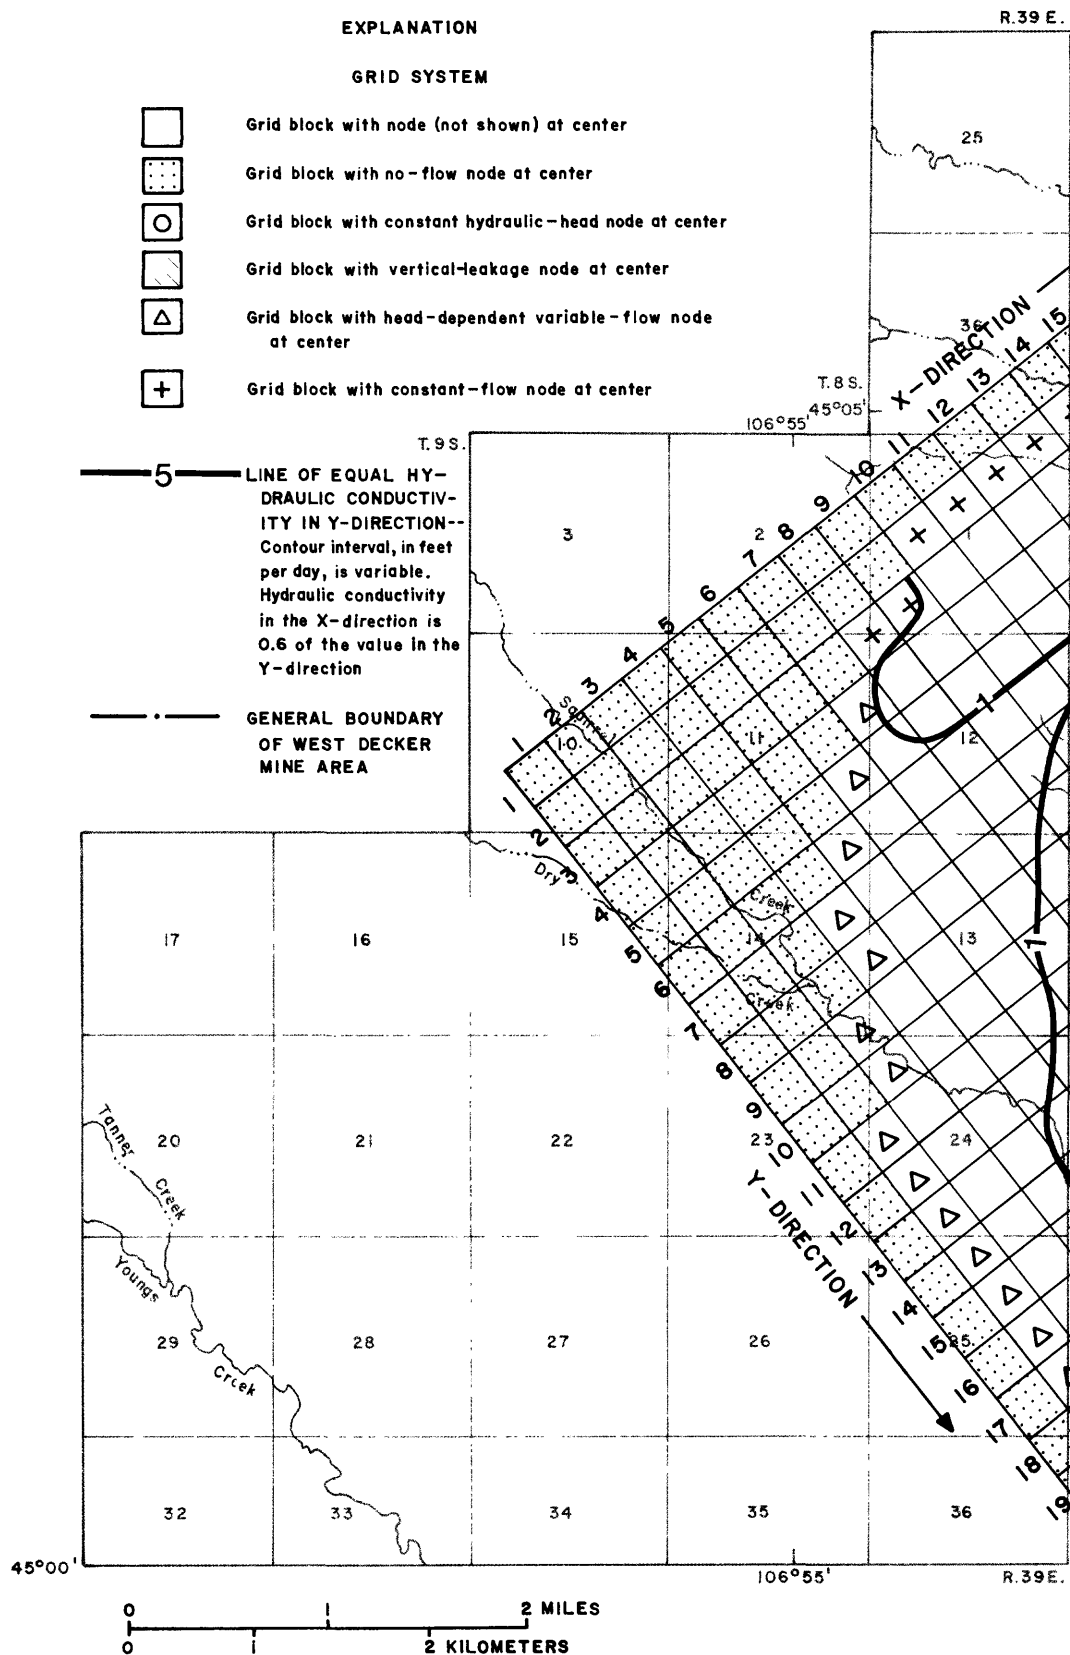 R.39 E.
EXPLANATION
GRID SYSTEM
Grid block with node (not shown) at center
Grid block with no-flow node at center
Grid block with constant hydraulic-head node at center
Grid block with vertical-leakage node at center
Grid block with head-dependent variable-flow node
at center
Grid block with constant-flow node at center
5
LINE OF EQUAL HY-
DRAULIC CONDUCTIV-
ITY IN Y-DIRECTION--
Contour interval, in feet
per day, is variable.
Hydraulic conductivity
in the X-direction is
0.6 of the value in the
Y-direction
GENERAL BOUNDARY
OF WEST DECKER
MINE AREA
25
36
T.8 S.
45°05'
106°55'
T.9 S.
X-DIRECTION
1 2 3 4 5 6 7 8 9 10 11 12 13 14 15
3
2
1
10
11
12
1
Squirrel
Creek
Dry
Creek
17
16
15
14
13
1
20
21
22
23
24
Tanner
Creek
Youngs
Creek
29
28
27
26
25
32
33
34
35
36
Y-DIRECTION
1
2
3
4
5
6
7
8
9
10
11
12
13
14
15
16
17
18
19
45°00'
106°55'
R.39E.
0 1 2 MILES
0 1 2 KILOMETERS